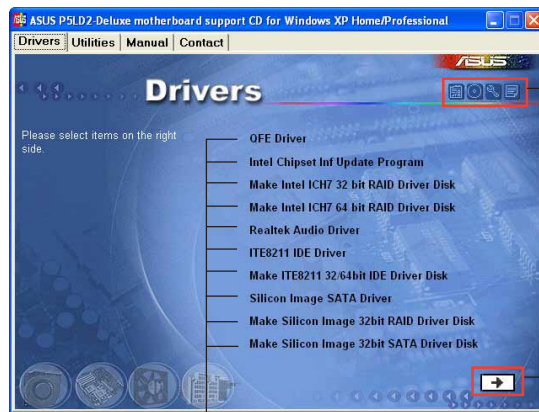 ASUS P5LD2-Deluxe motherboard support CD for Windows XP Home/Professional
Drivers Utilities Manual Contact
ASUS
Drivers
Please select items on the right
side.
QFE Driver
Intel Chipset Inf Update Program
Make Intel ICH7 32 bit RAID Driver Disk
Make Intel ICH7 64 bit RAID Driver Disk
Realtek Audio Driver
ITE8211 IDE Driver
Make ITE8211 32/64bit IDE Driver Disk
Silicon Image SATA Driver
Make Silicon Image 32bit RAID Driver Disk
Make Silicon Image 32bit SATA Driver Disk